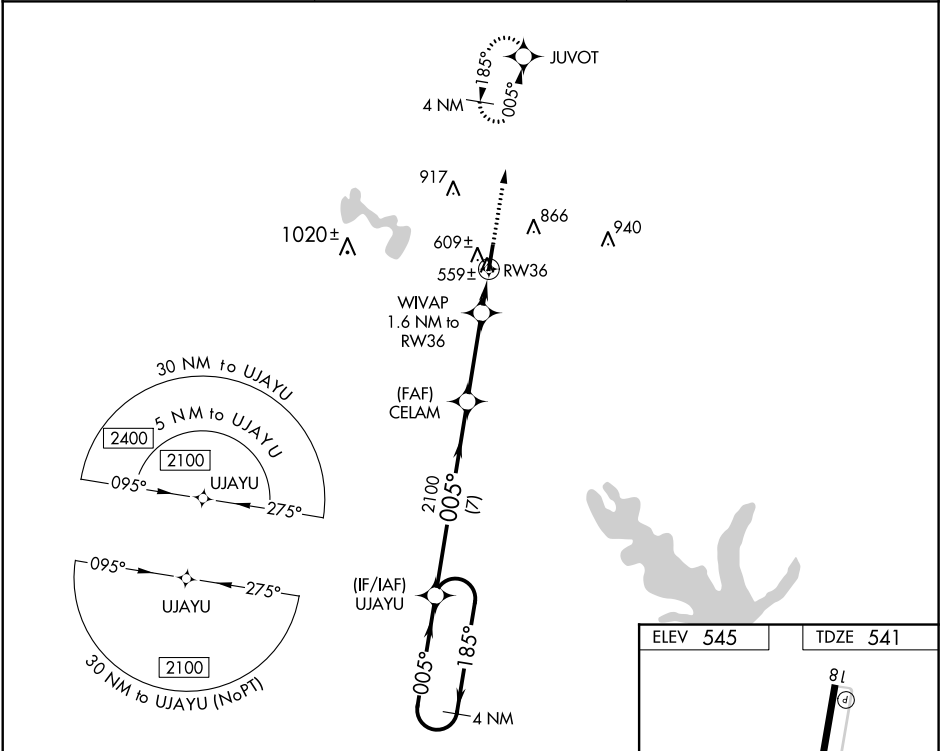 JUVOT
185°
005°
4 NM
917
866
940
1020±
609±
559±
RW36
WIVAP
1.6 NM to
RW36
(FAF)
CELAM
30 NM to UJAYU
5 NM to UJAYU
2400
2100
UJAYU
095°
275°
2100
005°
(7)
095°
275°
UJAYU
2100
30 NM to UJAYU (NoPT)
(IF/IAF)
UJAYU
005°
185°
4 NM
ELEV 545
TDZE 541
18
P